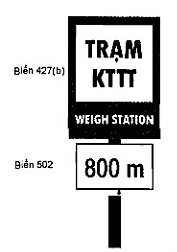 TRẠM
KTTT
Biển 427(b)
WEIGH STATION
Biển 502
800 m